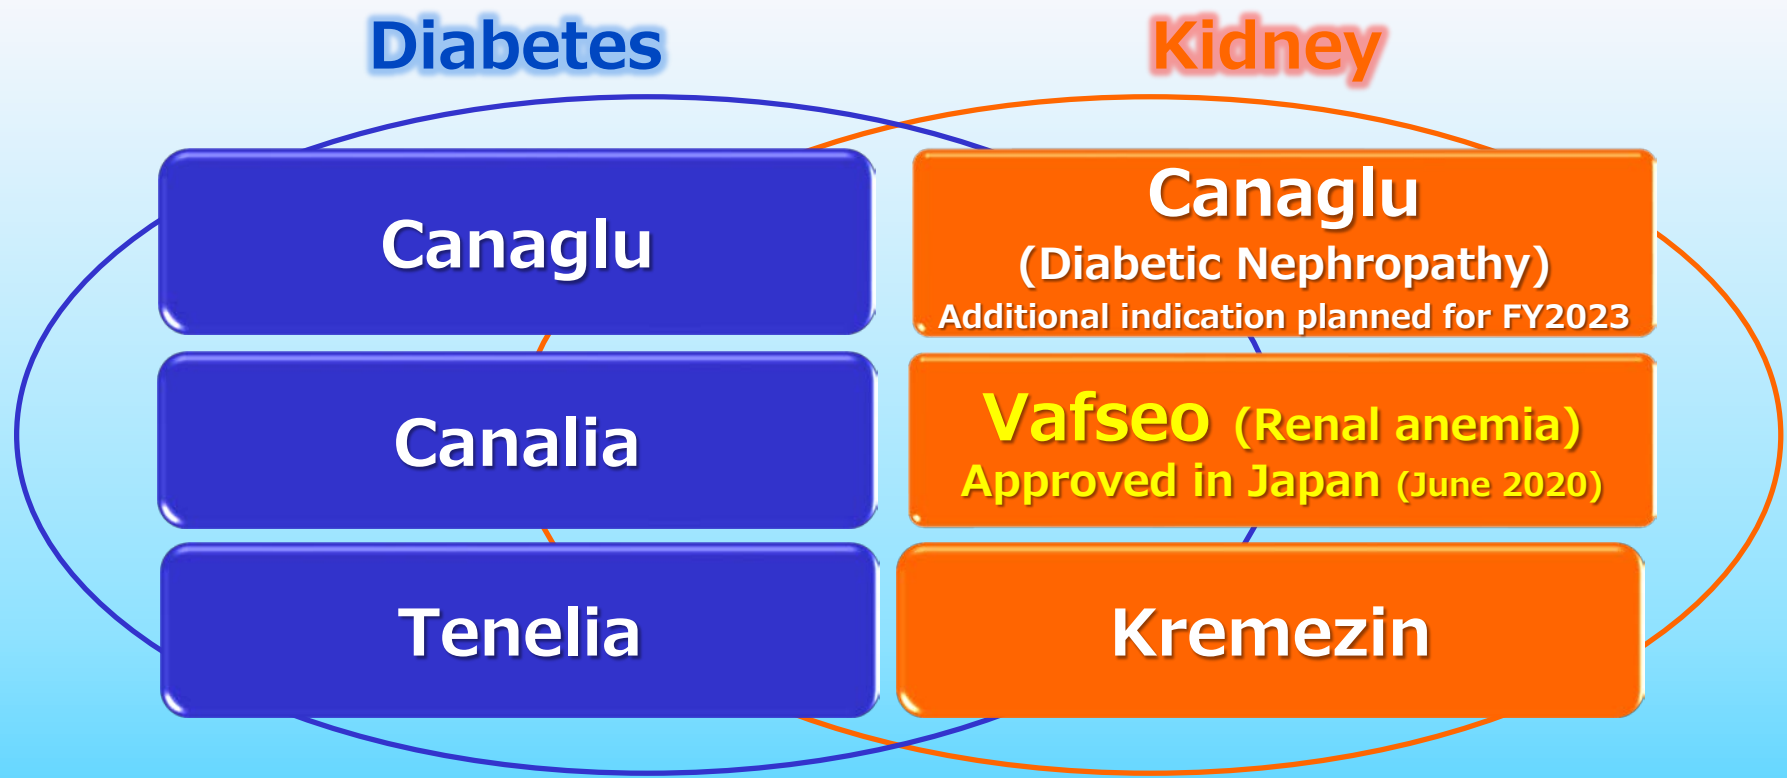 Diabetes
Kidney
Canaglu
Canalia
Tenelia
Canaglu
(Diabetic Nephropathy)
Additional indication planned for FY2023
Vafseo (Renal anemia)
Approved in Japan (June 2020)
Kremezin